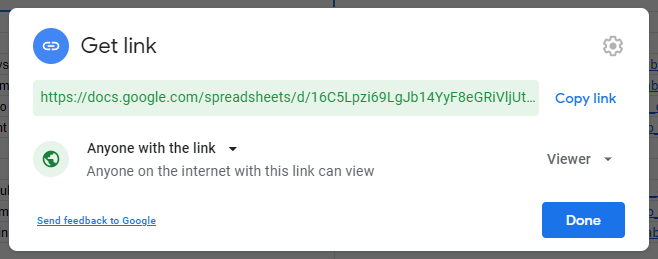 Get link
https://docs.google.com/spreadsheets/d/16C5Lpzi69LgJb14YyF8eGRiVljUt...
Copy link
Anyone with the link
Anyone on the internet with this link can view
Viewer
Send feedback to Google
Done